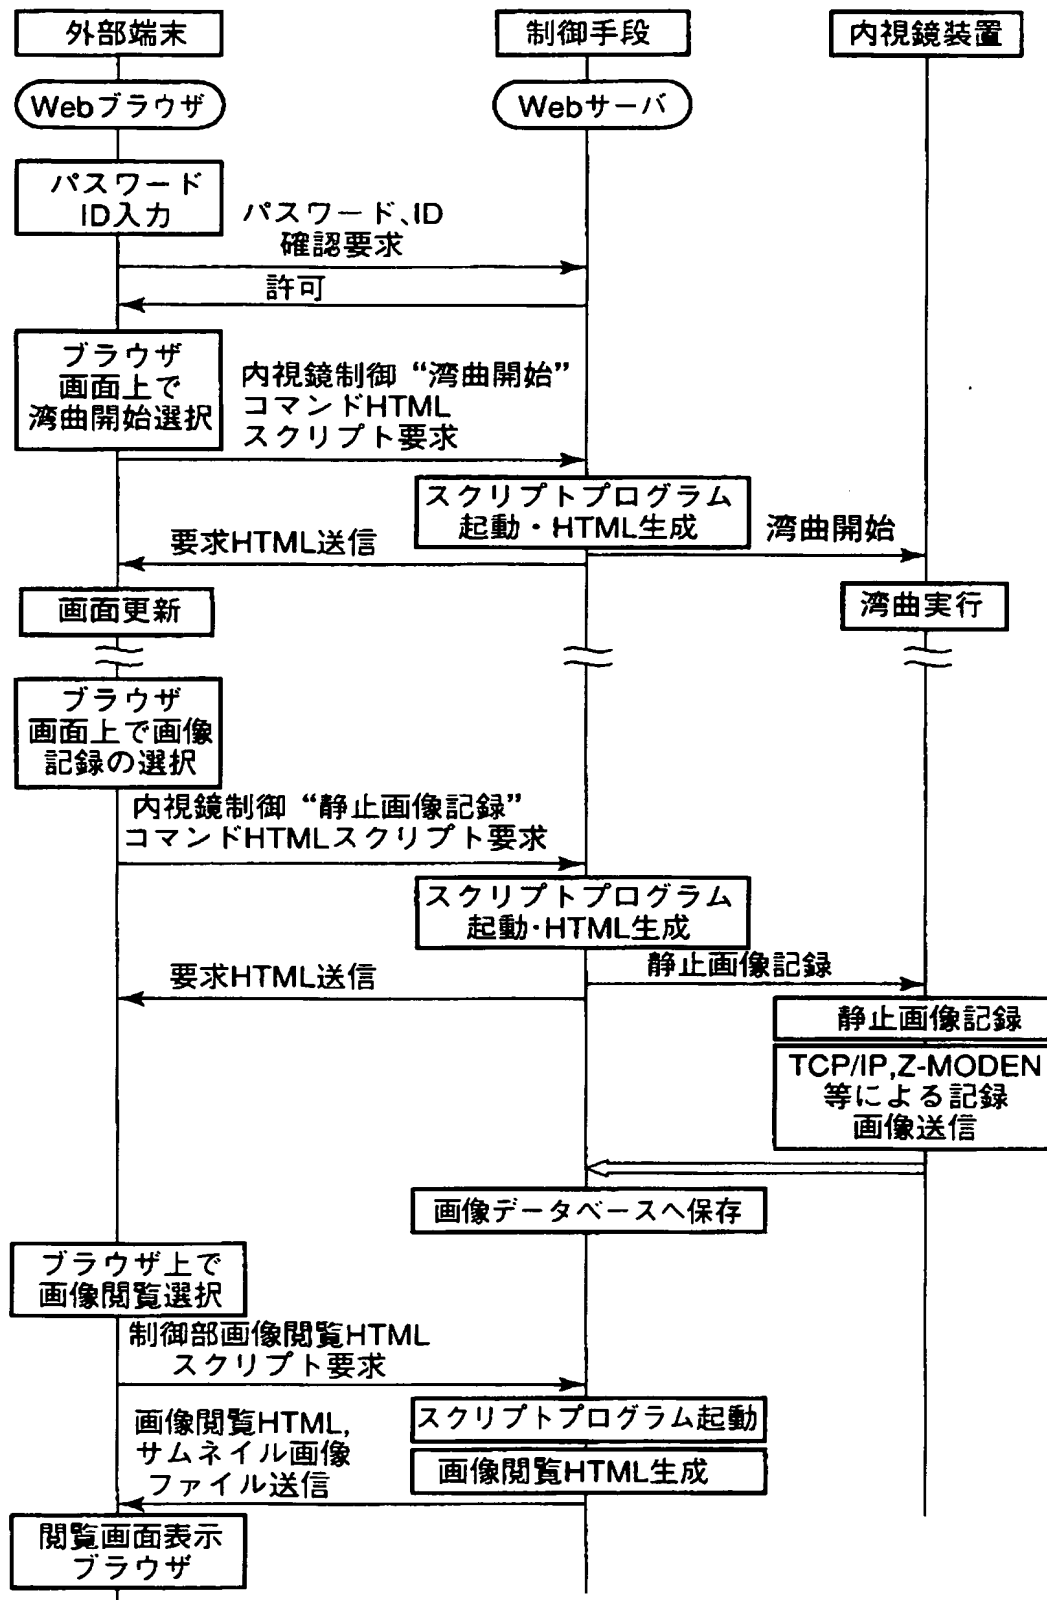 外部端末
制御手段
内視鏡装置
Webブラウザ
Webサーバ
パスワード
ID入力
パスワード、ID
確認要求
許可
ブラウザ
画面上で
湾曲開始選択
内視鏡制御“湾曲開始”
コマンドHTML
スクリプト要求
スクリプトプログラム
起動・HTML生成
湾曲開始
要求HTML送信
画面更新
湾曲実行
ブラウザ
画面上で画像
記録の選択
内視鏡制御“静止画像記録”
コマンドHTMLスクリプト要求
スクリプトプログラム
起動・HTML生成
静止画像記録
要求HTML送信
静止画像記録
TCP/IP,Z-MODEN
等による記録
画像送信
画像データベースへ保存
ブラウザ上で
画像閲覧選択
制御部画像閲覧HTML
スクリプト要求
スクリプトプログラム起動
画像閲覧HTML,
サムネイル画像
ファイル送信
画像閲覧HTML生成
閲覧画面表示
ブラウザ